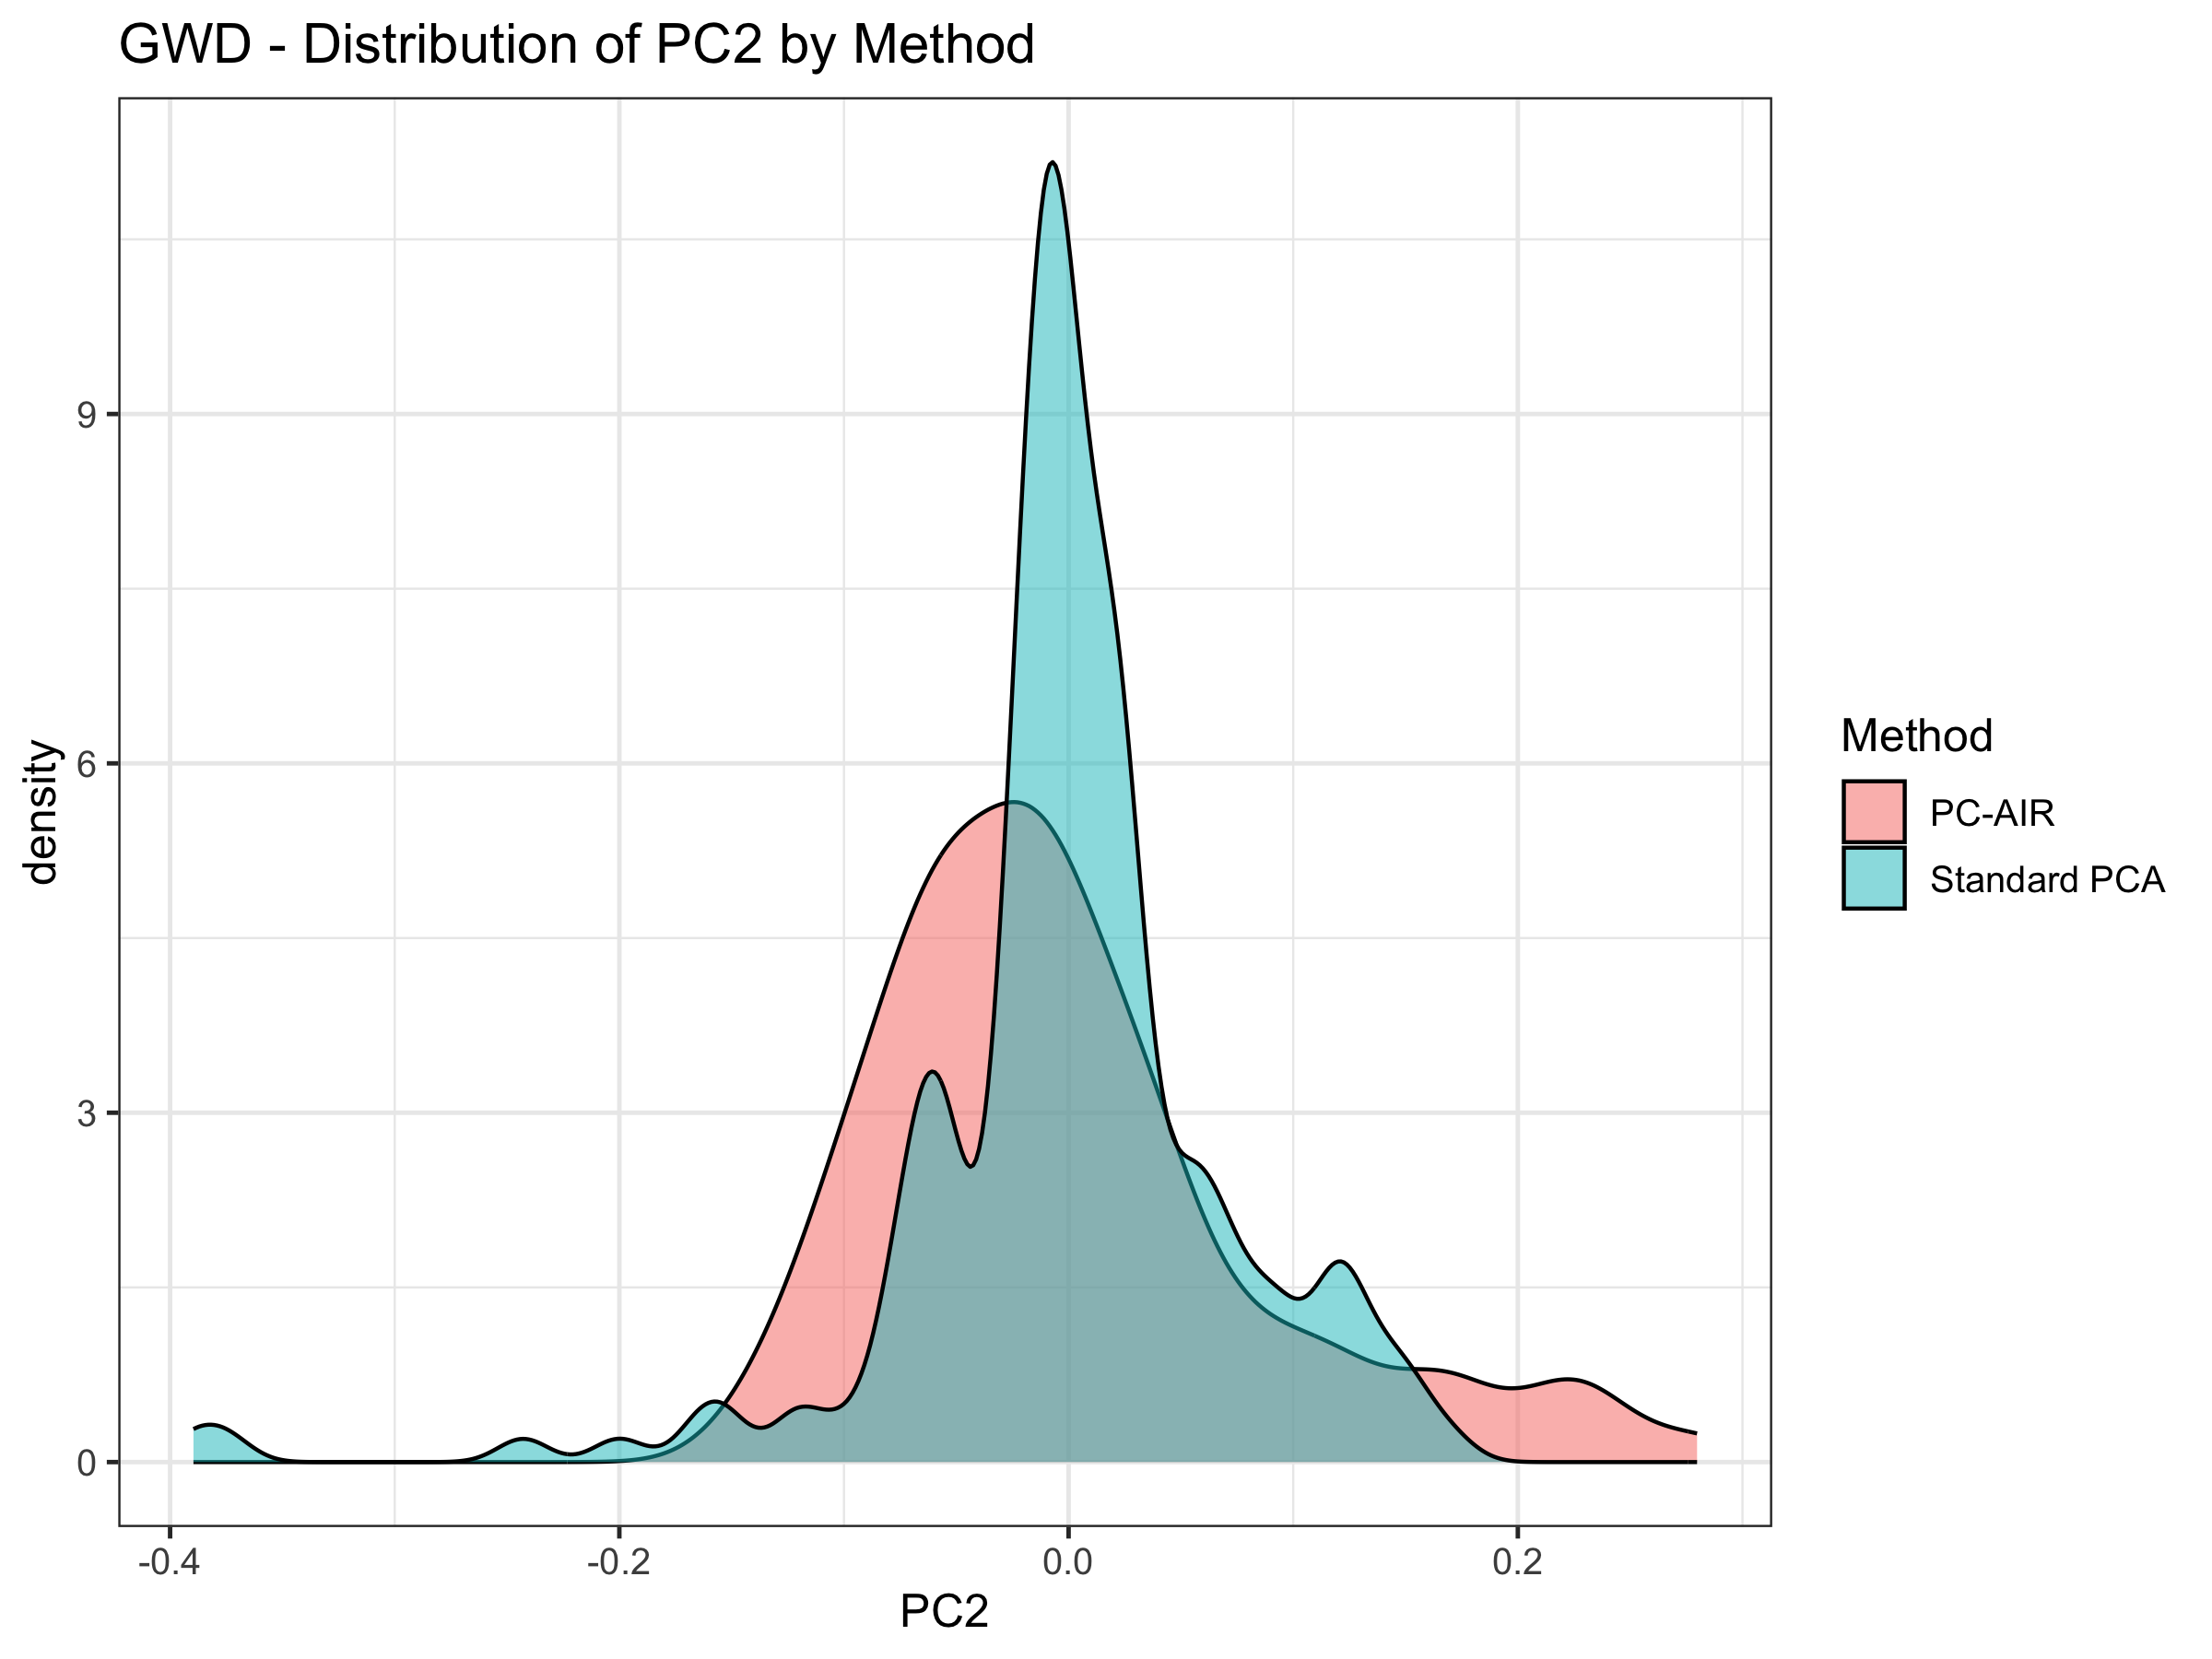 GWD - Distribution of PC2 by Method
density
9
6
3
0
-0.4
-0.2
0.0
0.2
PC2
Method
PC-AIR
Standard PCA